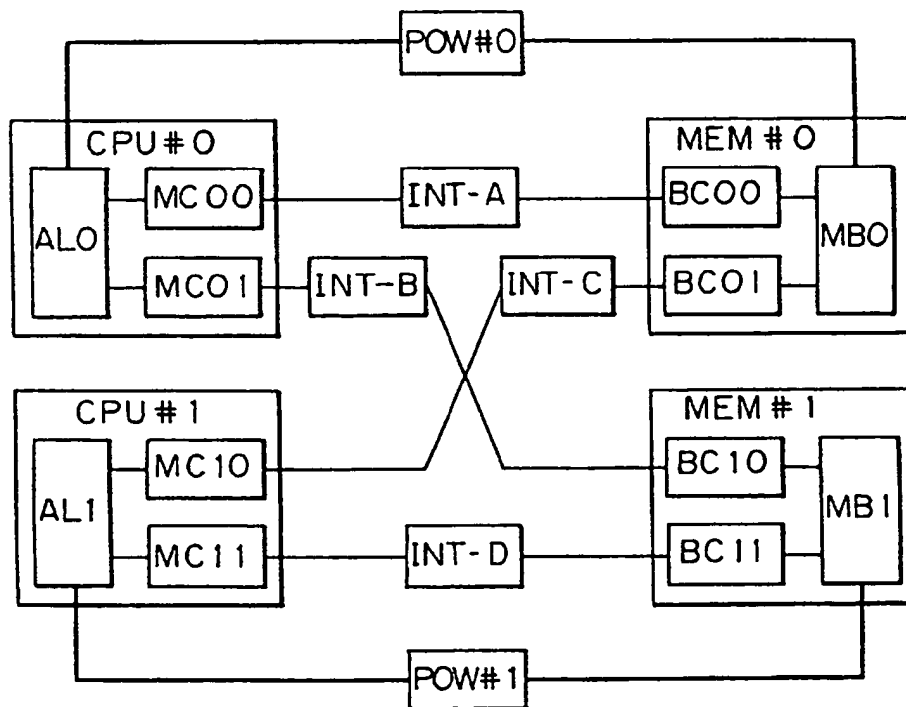 POW#0
CPU#0
MEM#0
AL0
MC00
INT-A
BC00
MB0
MC01
INT-B
INT-C
BC01
CPU#1
MEM#1
AL1
MC10
BC10
MB1
MC11
INT-D
BC11
POW#1